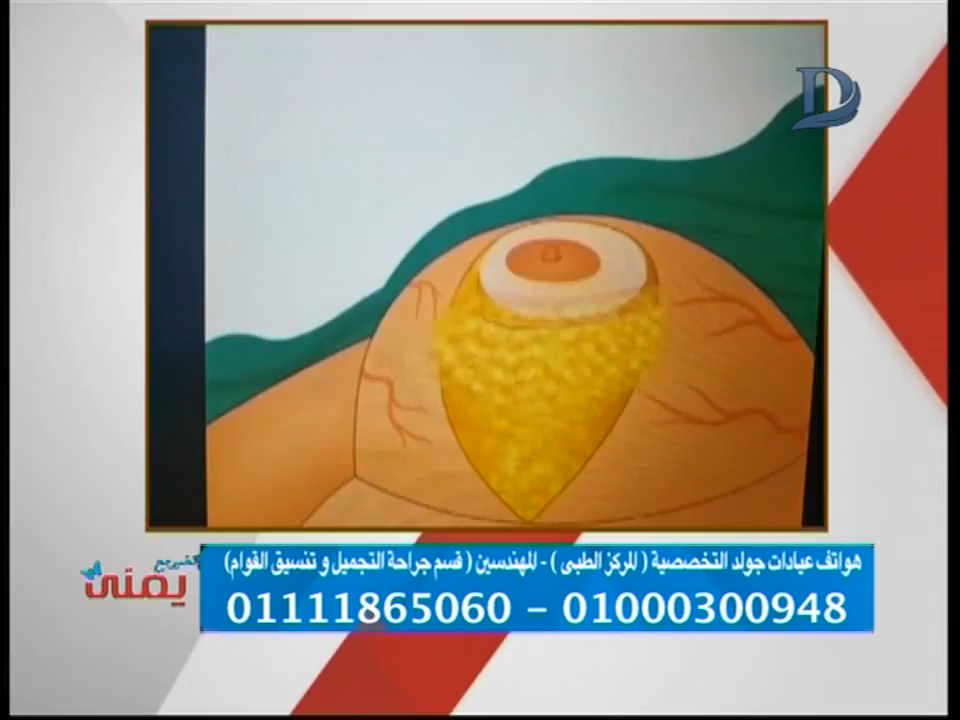 D
هواتف عيادات جولد التخصصية ( المركز الطبى ) - المهندسين ( قسم جراحة التجميل و تنسيق القوام)
01111865060 – 01000300948
يمنى